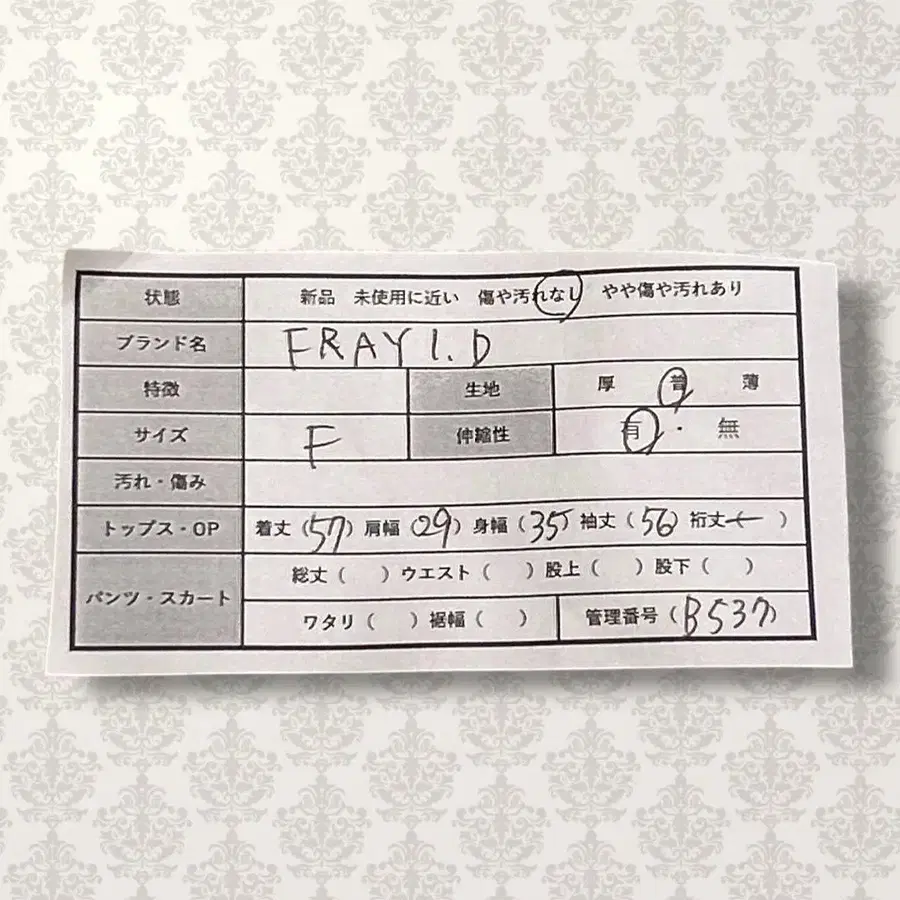 状態 新品 未使用に近い 傷や汚れなし やや傷や汚れあり
ブランド名 FRAY I.D
特徴 生地 厚 普 薄
サイズ F 伸縮性 有・無
汚れ・傷み
トップス・OP 着丈(57) 肩幅(29) 身幅(35) 袖丈(56) 裄丈(ー)
パンツ・スカート 総丈( ) ウエスト( ) 股上( ) 股下( )
ワタリ( ) 裾幅( ) 管理番号(B537)